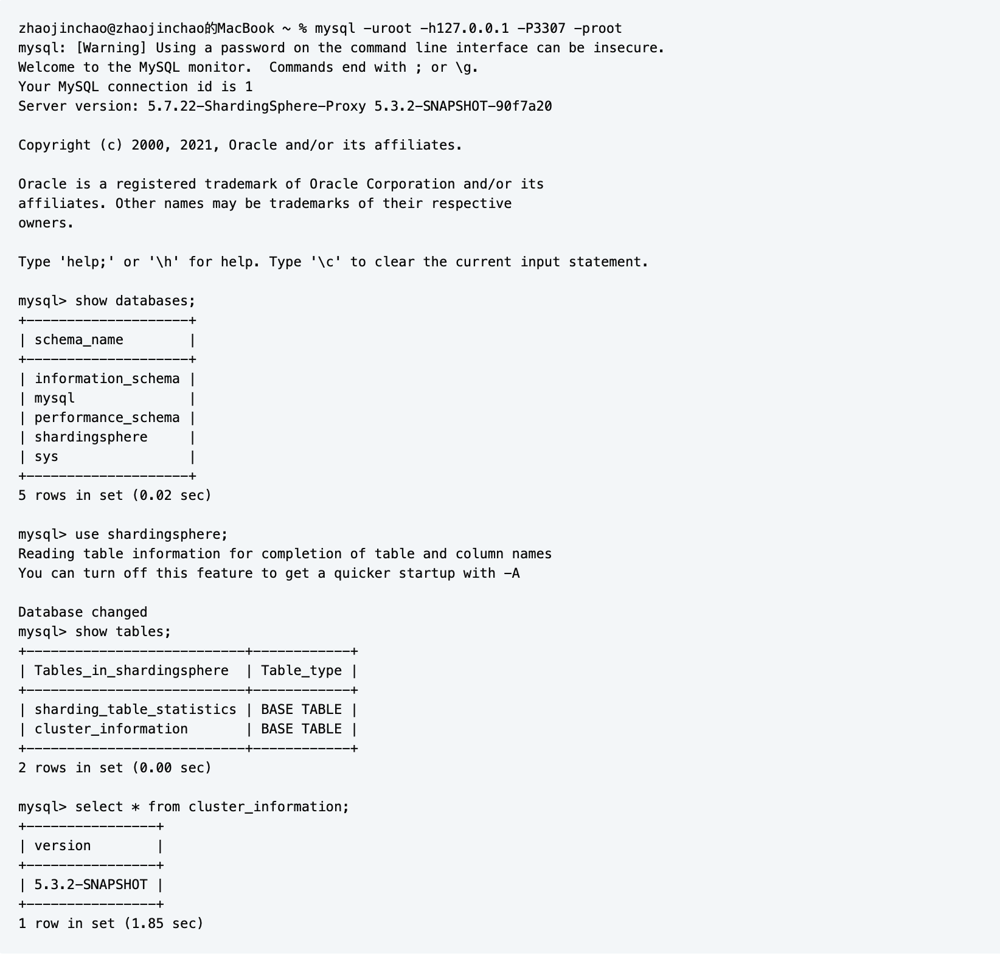 zhaojinchao@zhaojinchao的MacBook ~ % mysql -uroot -h127.0.0.1 -P3307 -proot
mysql: [Warning] Using a password on the command line interface can be insecure.
Welcome to the MySQL monitor.  Commands end with ; or \g.
Your MySQL connection id is 1
Server version: 5.7.22-ShardingSphere-Proxy 5.3.2-SNAPSHOT-90f7a20

Copyright (c) 2000, 2021, Oracle and/or its affiliates.

Oracle is a registered trademark of Oracle Corporation and/or its
affiliates. Other names may be trademarks of their respective
owners.

Type 'help;' or '\h' for help. Type '\c' to clear the current input statement.

mysql> show databases;
+--------------------+
| schema_name        |
+--------------------+
| information_schema |
| mysql              |
| performance_schema |
| shardingsphere     |
| sys                |
+--------------------+
5 rows in set (0.02 sec)

mysql> use shardingsphere;
Reading table information for completion of table and column names
You can turn off this feature to get a quicker startup with -A

Database changed
mysql> show tables;
+---------------------------+------------+
| Tables_in_shardingsphere  | Table_type |
+---------------------------+------------+
| sharding_table_statistics | BASE TABLE |
| cluster_information       | BASE TABLE |
+---------------------------+------------+
2 rows in set (0.00 sec)

mysql> select * from cluster_information;
+----------------+
| version        |
+----------------+
| 5.3.2-SNAPSHOT |
+----------------+
1 row in set (1.85 sec)